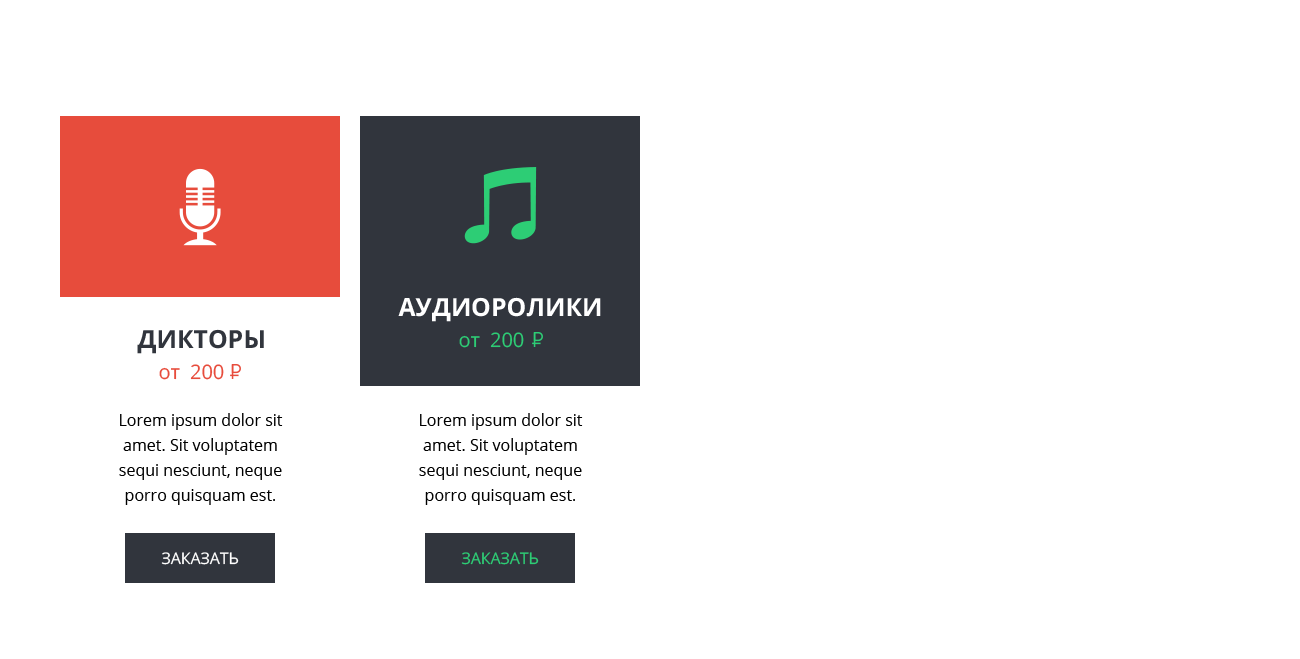 ДИКТОРЫ
от 200 ₽
Lorem ipsum dolor sit
amet. Sit voluptatem
sequi nesciunt, neque
porro quisquam est.
ЗАКАЗАТЬ
АУДИОРОЛИКИ
от 200 ₽
Lorem ipsum dolor sit
amet. Sit voluptatem
sequi nesciunt, neque
porro quisquam est.
ЗАКАЗАТЬ